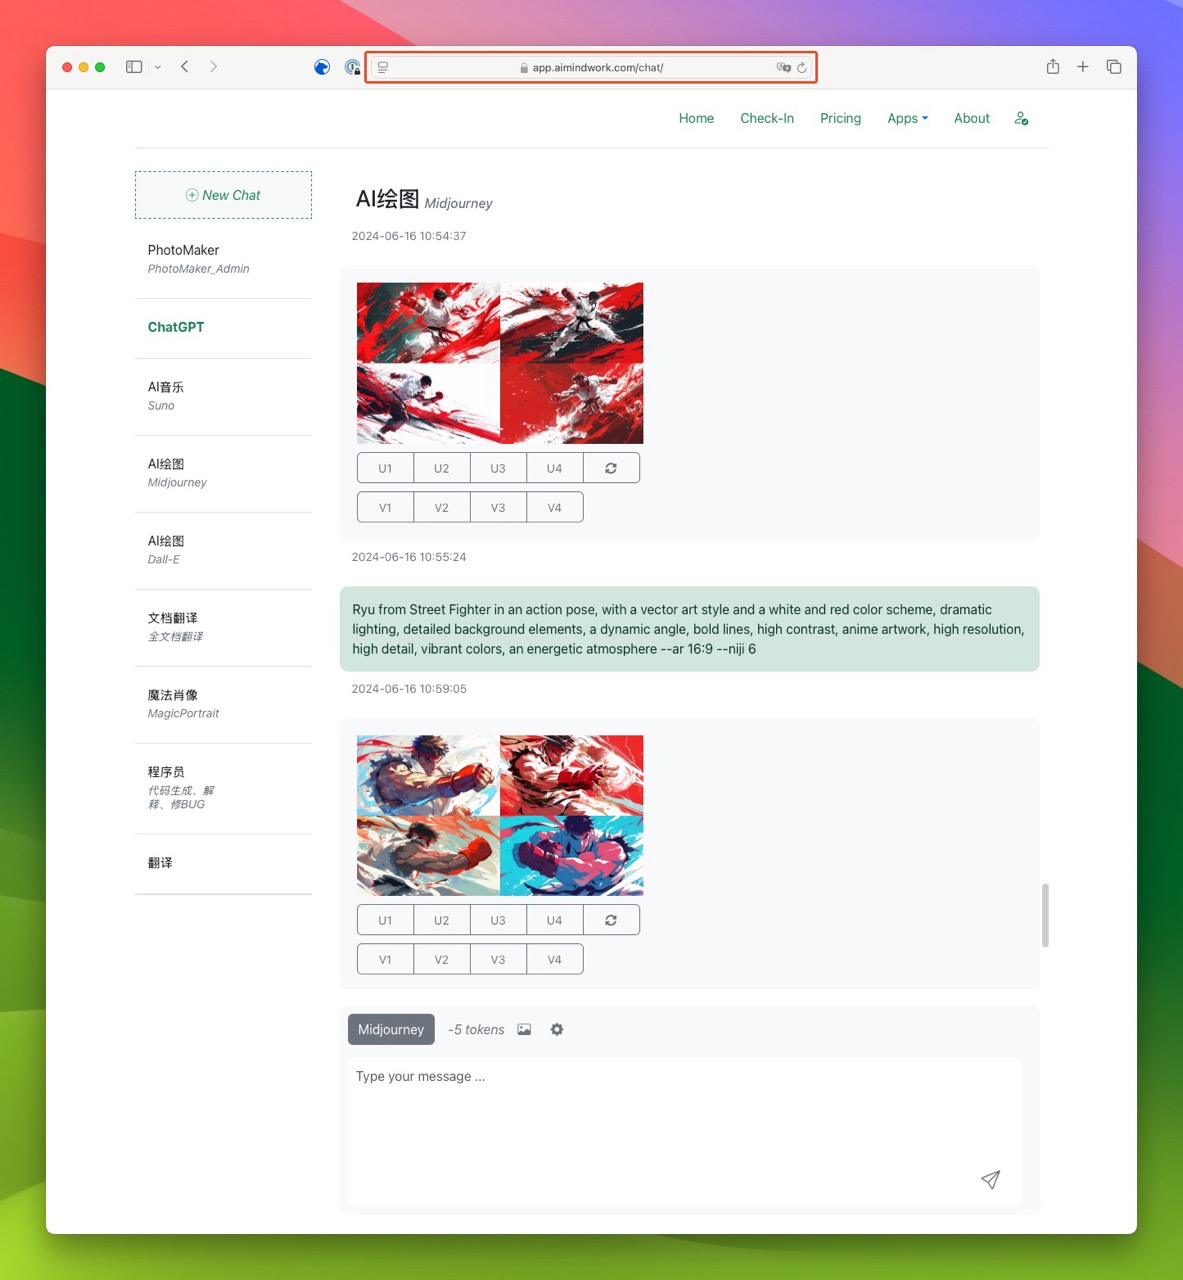 app.aimindwork.com/chat/
Home Check-In Pricing Apps About
New Chat
PhotoMaker
PhotoMaker_Admin
ChatGPT
AI音乐
Suno
AI绘图
Midjourney
AI绘图
Dall-E
文档翻译
全文档翻译
魔法肖像
MagicPortrait
程序员
代码生成、解
释、修BUG
翻译
AI绘图 Midjourney
2024-06-16 10:54:37
U1 U2 U3 U4
V1 V2 V3 V4
2024-06-16 10:55:24
Ryu from Street Fighter in an action pose, with a vector art style and a white and red color scheme, dramatic
lighting, detailed background elements, a dynamic angle, bold lines, high contrast, anime artwork, high resolution,
high detail, vibrant colors, an energetic atmosphere --ar 16:9 --niji 6
2024-06-16 10:59:05
U1 U2 U3 U4
V1 V2 V3 V4
Midjourney -5 tokens
Type your message ...